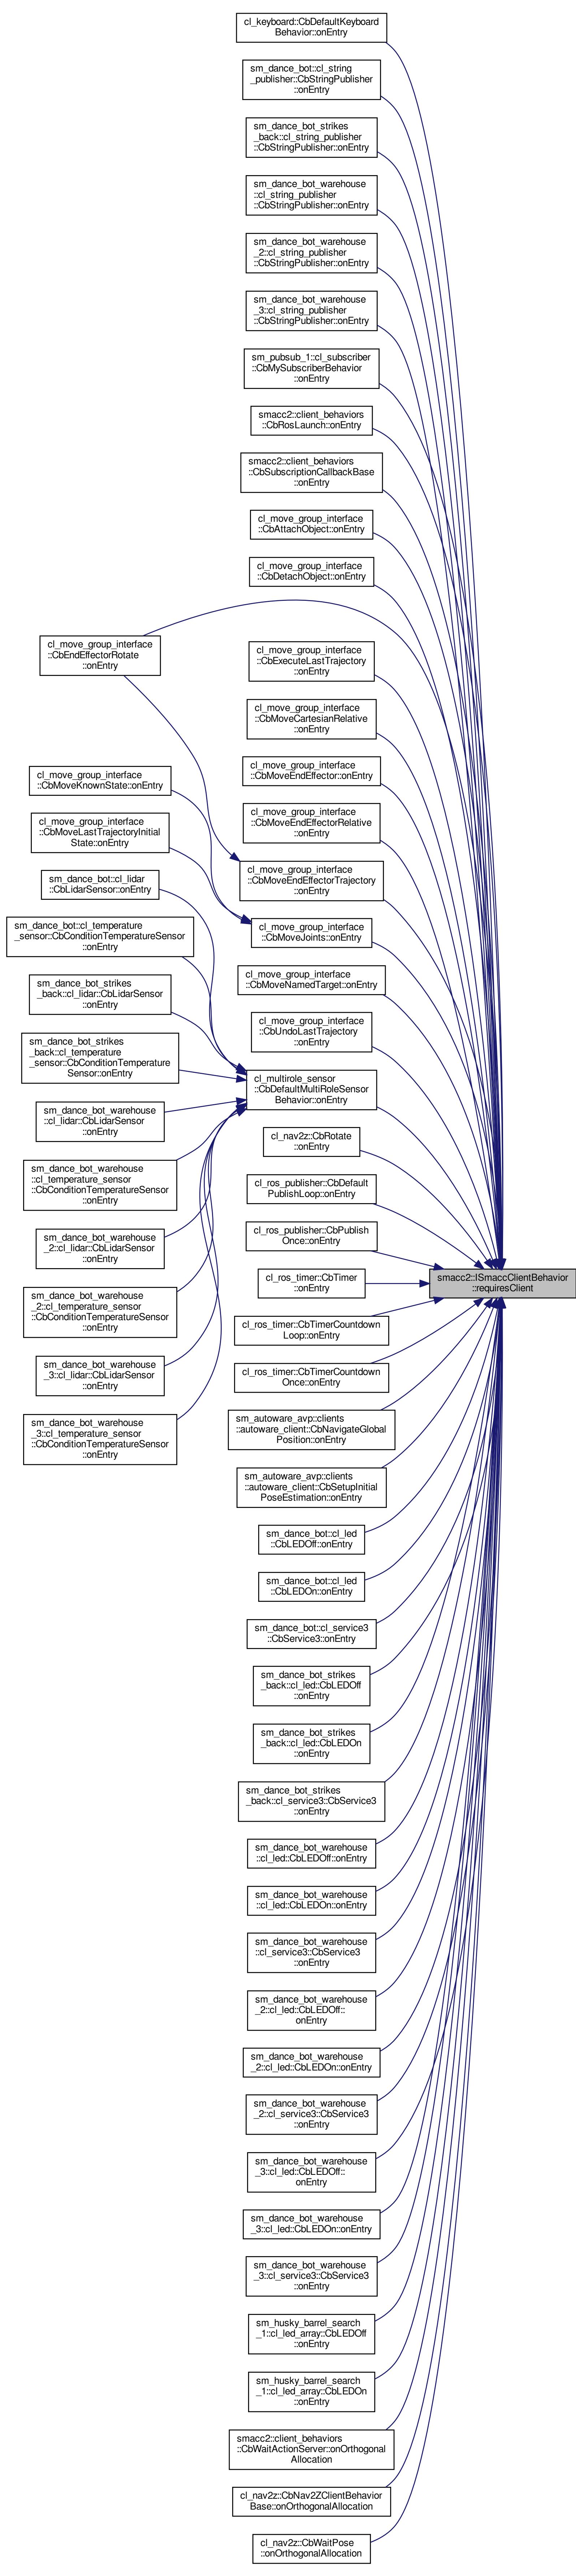 cl_keyboard::CbDefaultKeyboard
Behavior::onEntry
sm_dance_bot::cl_string
_publisher::CbStringPublisher
::onEntry
sm_dance_bot_strikes
_back::cl_string_publisher
::CbStringPublisher::onEntry
sm_dance_bot_warehouse
::cl_string_publisher
::CbStringPublisher::onEntry
sm_dance_bot_warehouse
_2::cl_string_publisher
::CbStringPublisher::onEntry
sm_dance_bot_warehouse
_3::cl_string_publisher
::CbStringPublisher::onEntry
sm_pubsub_1::cl_subscriber
::CbMySubscriberBehavior
::onEntry
smacc2::client_behaviors
::CbRosLaunch::onEntry
smacc2::client_behaviors
::CbSubscriptionCallbackBase
::onEntry
cl_move_group_interface
::CbAttachObject::onEntry
cl_move_group_interface
::CbDetachObject::onEntry
cl_move_group_interface
::CbEndEffectorRotate
::onEntry
cl_move_group_interface
::CbExecuteLastTrajectory
::onEntry
cl_move_group_interface
::CbMoveCartesianRelative
::onEntry
cl_move_group_interface
::CbMoveEndEffector::onEntry
cl_move_group_interface
::CbMoveKnownState::onEntry
cl_move_group_interface
::CbMoveEndEffectorRelative
::onEntry
cl_move_group_interface
::CbMoveLastTrajectoryInitial
State::onEntry
cl_move_group_interface
::CbMoveEndEffectorTrajectory
::onEntry
sm_dance_bot::cl_lidar
::CbLidarSensor::onEntry
cl_move_group_interface
::CbMoveJoints::onEntry
sm_dance_bot::cl_temperature
_sensor::CbConditionTemperatureSensor
::onEntry
cl_move_group_interface
::CbMoveNamedTarget::onEntry
sm_dance_bot_strikes
_back::cl_lidar::CbLidarSensor
::onEntry
cl_move_group_interface
::CbUndoLastTrajectory
::onEntry
sm_dance_bot_strikes
_back::cl_temperature
_sensor::CbConditionTemperature
Sensor::onEntry
cl_multirole_sensor
::CbDefaultMultiRoleSensor
Behavior::onEntry
sm_dance_bot_warehouse
::cl_lidar::CbLidarSensor
::onEntry
cl_nav2z::CbRotate
::onEntry
sm_dance_bot_warehouse
::cl_temperature_sensor
::CbConditionTemperatureSensor
::onEntry
cl_ros_publisher::CbDefault
PublishLoop::onEntry
sm_dance_bot_warehouse
_2::cl_lidar::CbLidarSensor
::onEntry
cl_ros_publisher::CbPublish
Once::onEntry
smacc2::ISmaccClientBehavior
::requiresClient
cl_ros_timer::CbTimer
::onEntry
sm_dance_bot_warehouse
_2::cl_temperature_sensor
::CbConditionTemperatureSensor
::onEntry
cl_ros_timer::CbTimerCountdown
Loop::onEntry
sm_dance_bot_warehouse
_3::cl_lidar::CbLidarSensor
::onEntry
cl_ros_timer::CbTimerCountdown
Once::onEntry
sm_dance_bot_warehouse
_3::cl_temperature_sensor
::CbConditionTemperatureSensor
::onEntry
sm_autoware_avp::clients
::autoware_client::CbNavigateGlobal
Position::onEntry
sm_autoware_avp::clients
::autoware_client::CbSetupInitial
PoseEstimation::onEntry
sm_dance_bot::cl_led
::CbLEDOff::onEntry
sm_dance_bot::cl_led
::CbLEDOn::onEntry
sm_dance_bot::cl_service3
::CbService3::onEntry
sm_dance_bot_strikes
_back::cl_led::CbLEDOff
::onEntry
sm_dance_bot_strikes
_back::cl_led::CbLEDOn
::onEntry
sm_dance_bot_strikes
_back::cl_service3::CbService3
::onEntry
sm_dance_bot_warehouse
::cl_led::CbLEDOff::onEntry
sm_dance_bot_warehouse
::cl_led::CbLEDOn::onEntry
sm_dance_bot_warehouse
::cl_service3::CbService3
::onEntry
sm_dance_bot_warehouse
_2::cl_led::CbLEDOff::
onEntry
sm_dance_bot_warehouse
_2::cl_led::CbLEDOn::onEntry
sm_dance_bot_warehouse
_2::cl_service3::CbService3
::onEntry
sm_dance_bot_warehouse
_3::cl_led::CbLEDOff::
onEntry
sm_dance_bot_warehouse
_3::cl_led::CbLEDOn::onEntry
sm_dance_bot_warehouse
_3::cl_service3::CbService3
::onEntry
sm_husky_barrel_search
_1::cl_led_array::CbLEDOff
::onEntry
sm_husky_barrel_search
_1::cl_led_array::CbLEDOn
::onEntry
smacc2::client_behaviors
::CbWaitActionServer::onOrthogonal
Allocation
cl_nav2z::CbNav2ZClientBehavior
Base::onOrthogonalAllocation
cl_nav2z::CbWaitPose
::onOrthogonalAllocation